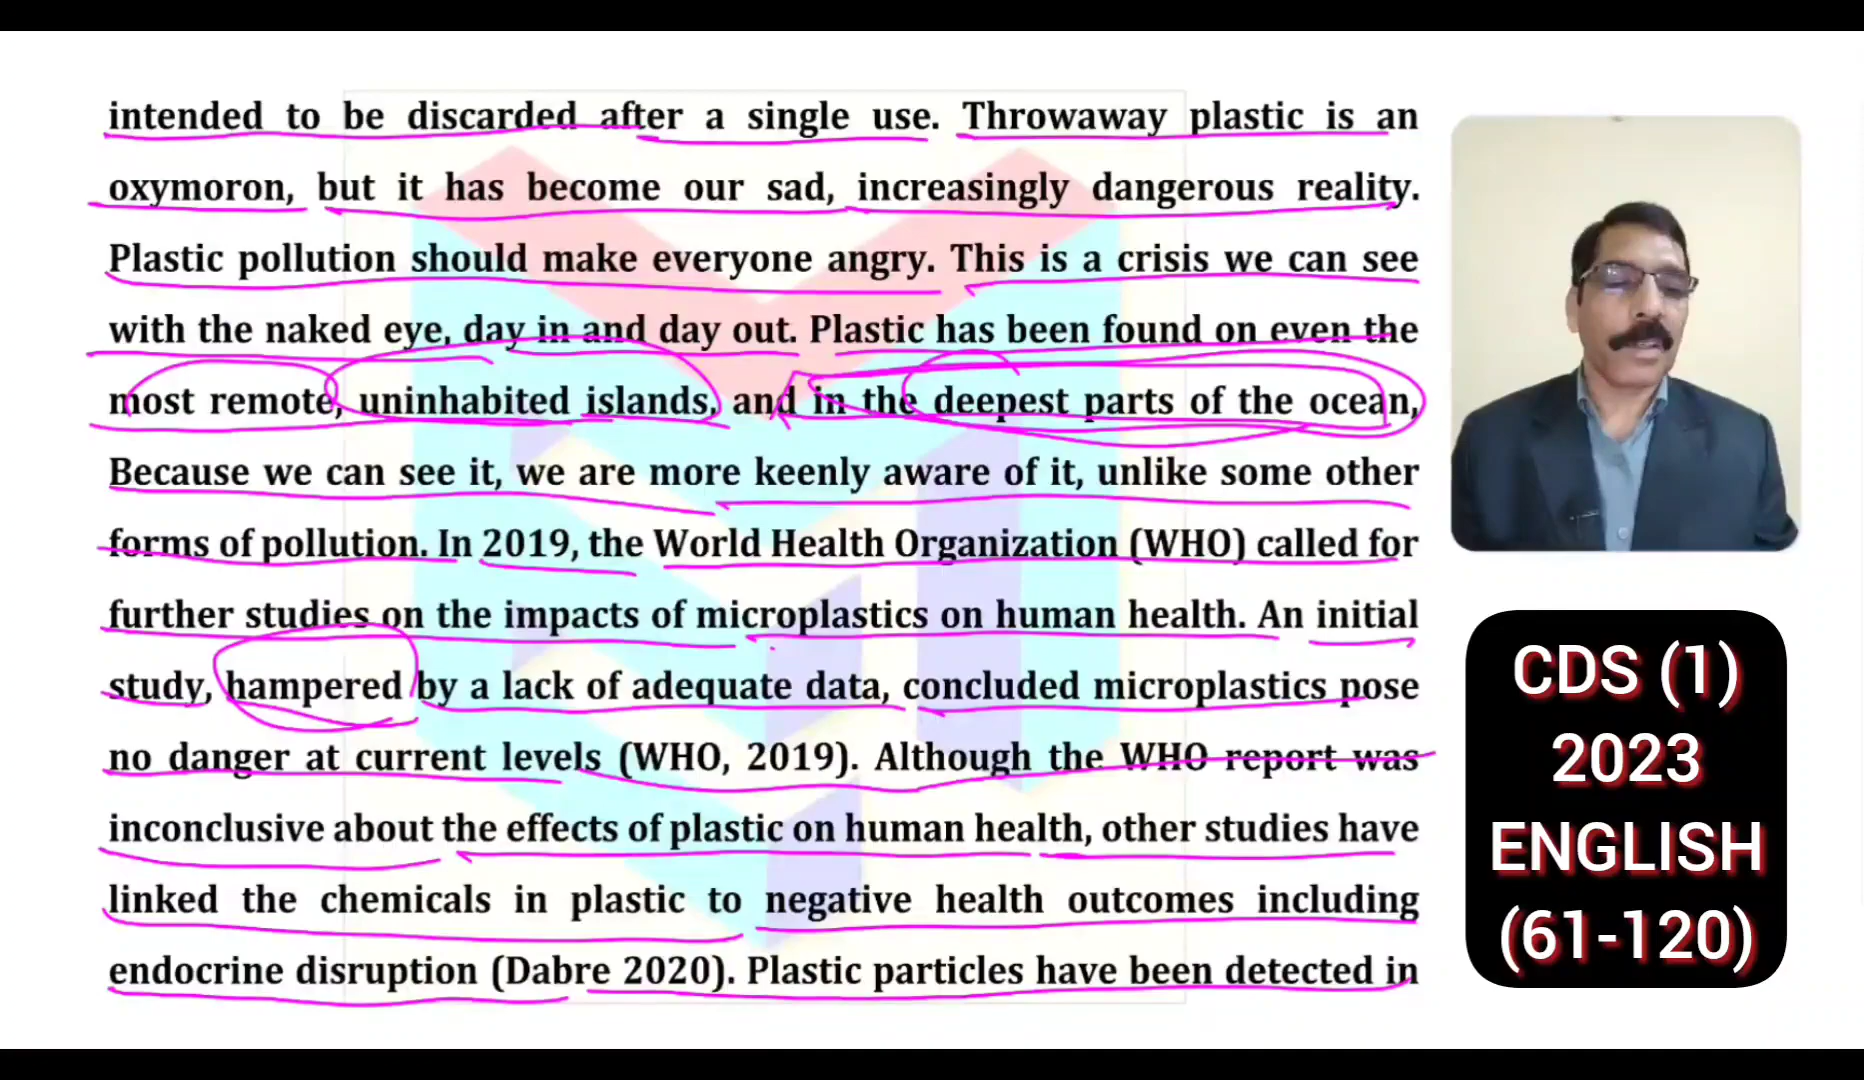 intended to be discarded after a single use. Throwaway plastic is an
oxymoron, but it has become our sad, increasingly dangerous reality.
Plastic pollution should make everyone angry. This is a crisis we can see
with the naked eye, day in and day out. Plastic has been found on even the
most remote, uninhabited islands, and in the deepest parts of the ocean,
Because we can see it, we are more keenly aware of it, unlike some other
forms of pollution. In 2019, the World Health Organization (WHO) called for
further studies on the impacts of microplastics on human health. An initial
study, hampered by a lack of adequate data, concluded microplastics pose
no danger at current levels (WHO, 2019). Although the WHO report was
inconclusive about the effects of plastic on human health, other studies have
linked the chemicals in plastic to negative health outcomes including
endocrine disruption (Dabre 2020). Plastic particles have been detected in
CDS (1)
2023
ENGLISH
(61-120)